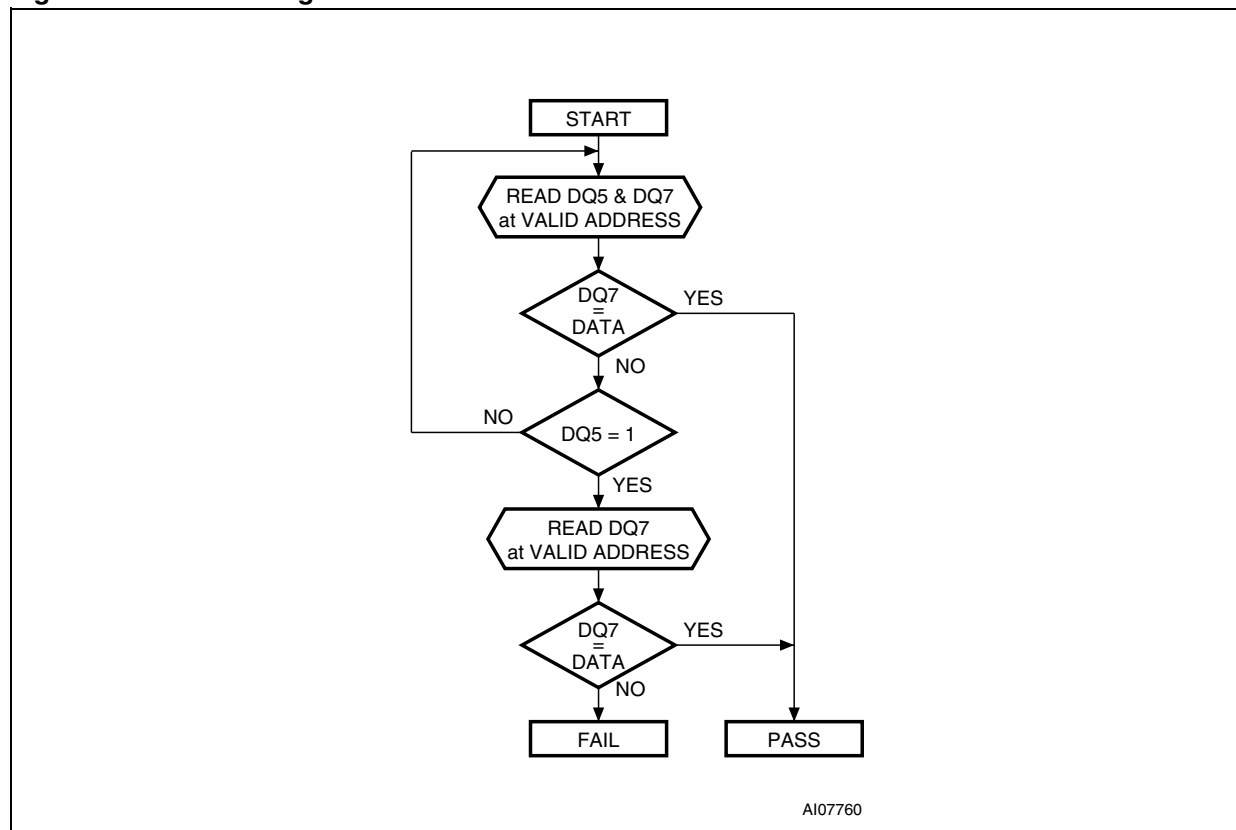 START
READ DQ5 & DQ7
at VALID ADDRESS
DQ7
=
DATA
YES
NO
DQ5 = 1
NO
YES
READ DQ7
at VALID ADDRESS
DQ7
=
DATA
YES
NO
FAIL
PASS
AI07760